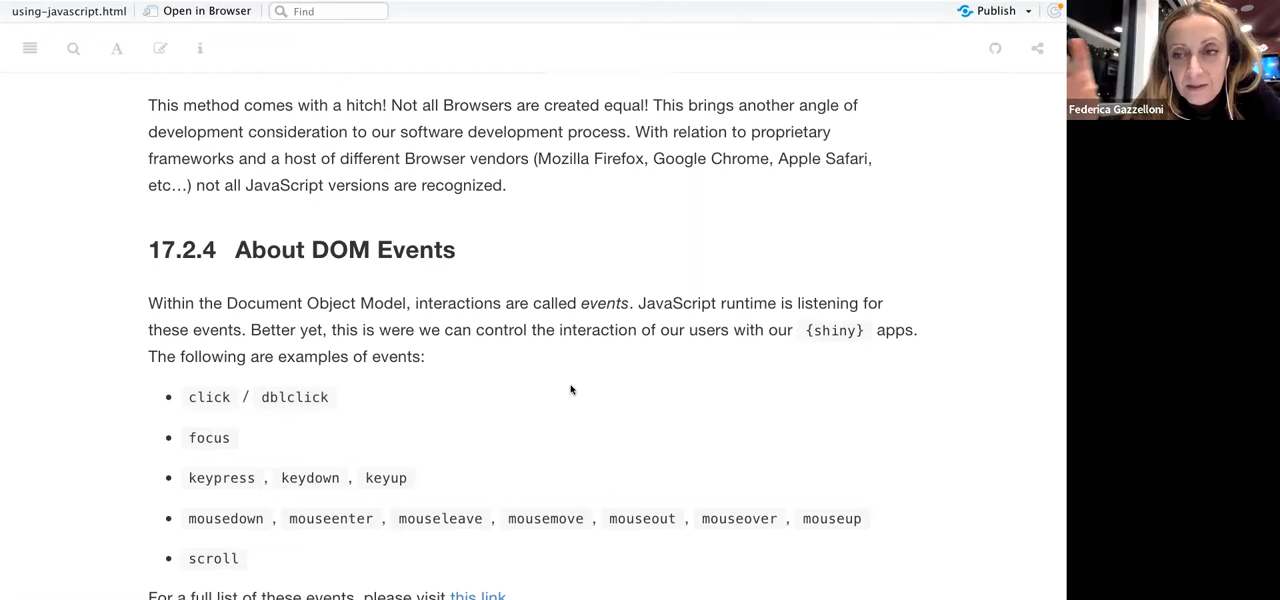 using-javascript.html Open in Browser Find Publish
This method comes with a hitch! Not all Browsers are created equal! This brings another angle of
development consideration to our software development process. With relation to proprietary
frameworks and a host of different Browser vendors (Mozilla Firefox, Google Chrome, Apple Safari,
etc…) not all JavaScript versions are recognized.
17.2.4 About DOM Events
Within the Document Object Model, interactions are called events. JavaScript runtime is listening for
these events. Better yet, this is were we can control the interaction of our users with our {shiny} apps.
The following are examples of events:
• click / dblclick
• focus
• keypress , keydown , keyup
• mousedown , mouseenter , mouseleave , mousemove , mouseout , mouseover , mouseup
• scroll
For a full list of these events, please visit this link
Federica Gazzelloni